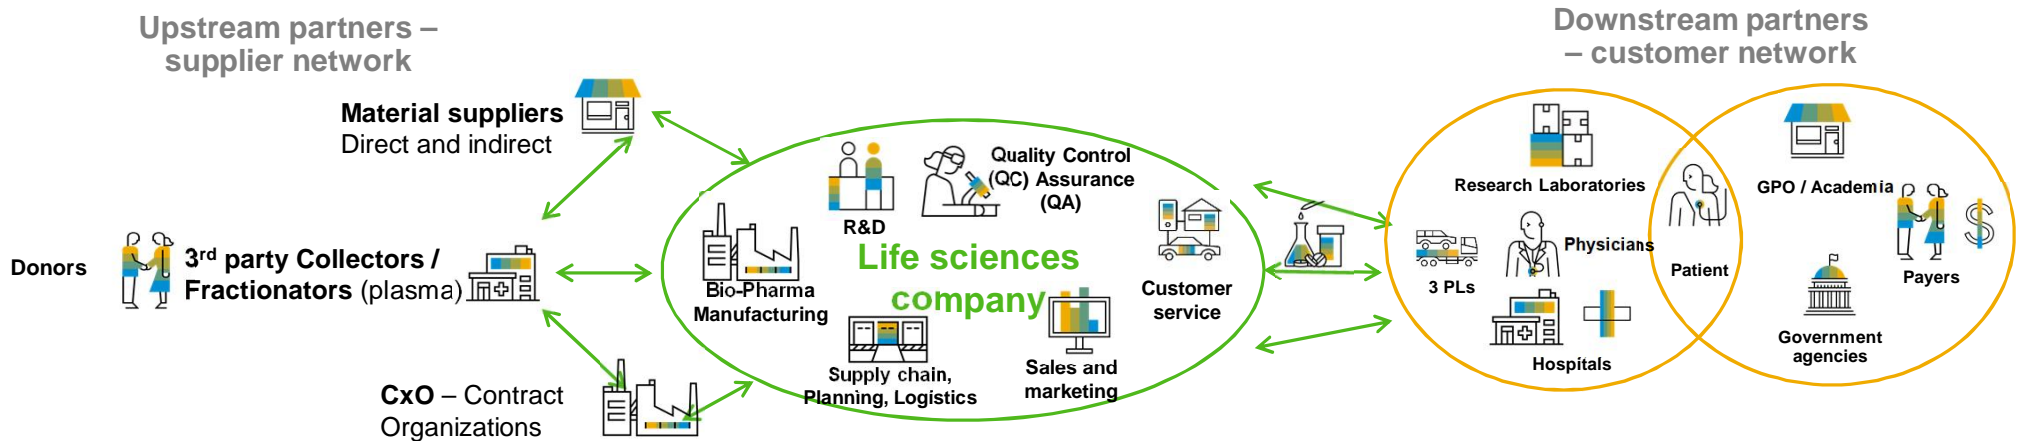 Upstream partners –
supplier network
Downstream partners
– customer network
Material suppliers
Direct and indirect
Donors
3rd party Collectors /
Fractionators (plasma)
CxO – Contract
Organizations
R&D
Quality Control
(QC) Assurance
(QA)
Life sciences
company
Bio-Pharma
Manufacturing
Supply chain,
Planning, Logistics
Sales and
marketing
Customer
service
Research Laboratories
Physicians
3 PLs
Hospitals
Patient
GPO / Academia
$
Payers
Government
agencies